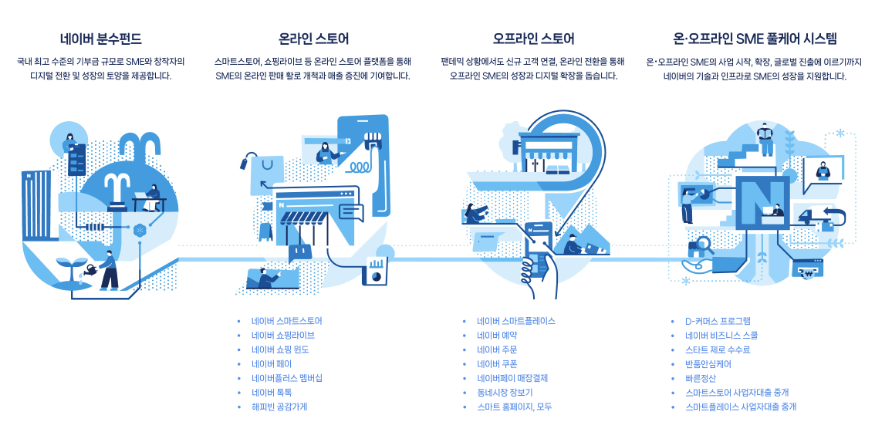 네이버 분수펀드
국내 최고 수준의 기부금 규모로 SME와 창작자의
디지털 전환 및 성장의 토양을 제공합니다.
온라인 스토어
스마트스토어, 쇼핑라이브 등 온라인 스토어 플랫폼을 통해
SME의 온라인 판매 활로 개척과 매출 증진에 기여합니다.
오프라인 스토어
팬데믹 상황에서도 신규 고객 연결, 온라인 전환을 통해
오프라인 SME의 성장과 디지털 확장을 돕습니다.
온·오프라인 SME 풀케어 시스템
온·오프라인 SME의 사업 시작, 확장, 글로벌 진출에 이르기까지
네이버의 기술과 인프라로 SME의 성장을 지원합니다.
N
• 네이버 스마트스토어
• 네이버 쇼핑라이브
• 네이버 쇼핑 윈도
• 네이버 페이
• 네이버플러스 멤버십
• 네이버 톡톡
• 해피빈 공감가게
• 네이버 스마트플레이스
• 네이버 예약
• 네이버 주문
• 네이버 쿠폰
• 네이버페이 매장결제
• 동네시장 장보기
• 스마트 홈페이지, 모두
• D-커머스 프로그램
• 네이버 비즈니스 스쿨
• 스타트 제로 수수료
• 반품안심케어
• 빠른정산
• 스마트스토어 사업자대출 중개
• 스마트플레이스 사업자대출 중개